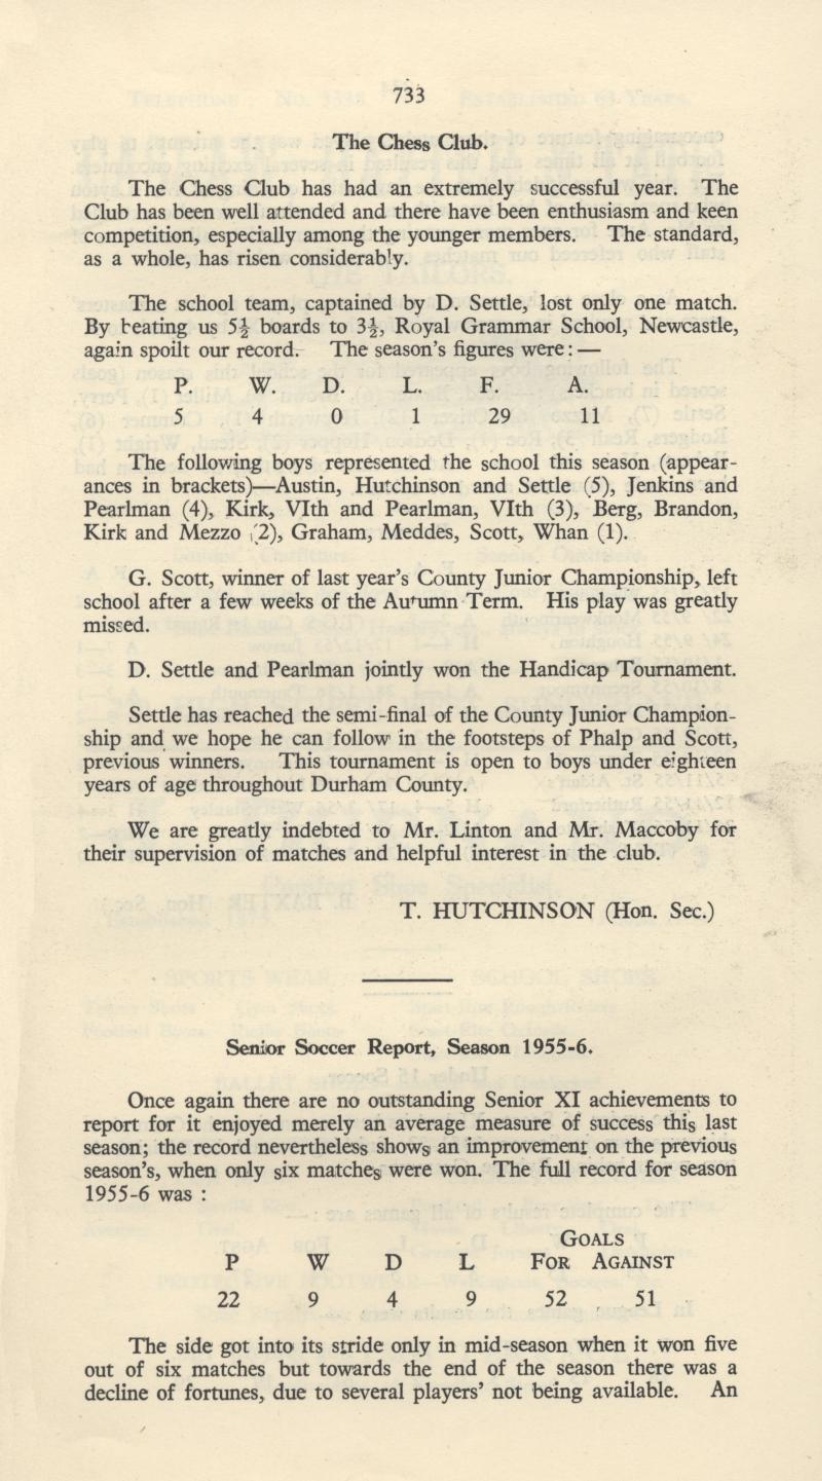 733
The Chess Club.
The Chess Club has had an extremely successful year. The
Club has been well attended and there have been enthusiasm and keen
competition, especially among the younger members. The standard,
as a whole, has risen considerably.
The school team, captained by D. Settle, lost only one match.
By beating us 5½ boards to 3½, Royal Grammar School, Newcastle,
again spoilt our record. The season's figures were:—
P. W. D. L. F. A.
5 4 0 1 29 11
The following boys represented the school this season (appear-
ances in brackets)—Austin, Hutchinson and Settle (5), Jenkins and
Pearlman (4), Kirk, VIth and Pearlman, VIth (3), Berg, Brandon,
Kirk and Mezzo (2), Graham, Meddes, Scott, Whan (1).
G. Scott, winner of last year's County Junior Championship, left
school after a few weeks of the Autumn Term. His play was greatly
missed.
D. Settle and Pearlman jointly won the Handicap Tournament.
Settle has reached the semi-final of the County Junior Champion-
ship and we hope he can follow in the footsteps of Phalp and Scott,
previous winners. This tournament is open to boys under eighteen
years of age throughout Durham County.
We are greatly indebted to Mr. Linton and Mr. Maccoby for
their supervision of matches and helpful interest in the club.
T. HUTCHINSON (Hon. Sec.)
Senior Soccer Report, Season 1955-6.
Once again there are no outstanding Senior XI achievements to
report for it enjoyed merely an average measure of success this last
season; the record nevertheless shows an improvement on the previous
season's, when only six matches were won. The full record for season
1955-6 was :
GOALS
P W D L FOR AGAINST
22 9 4 9 52 51
The side got into its stride only in mid-season when it won five
out of six matches but towards the end of the season there was a
decline of fortunes, due to several players' not being available. An